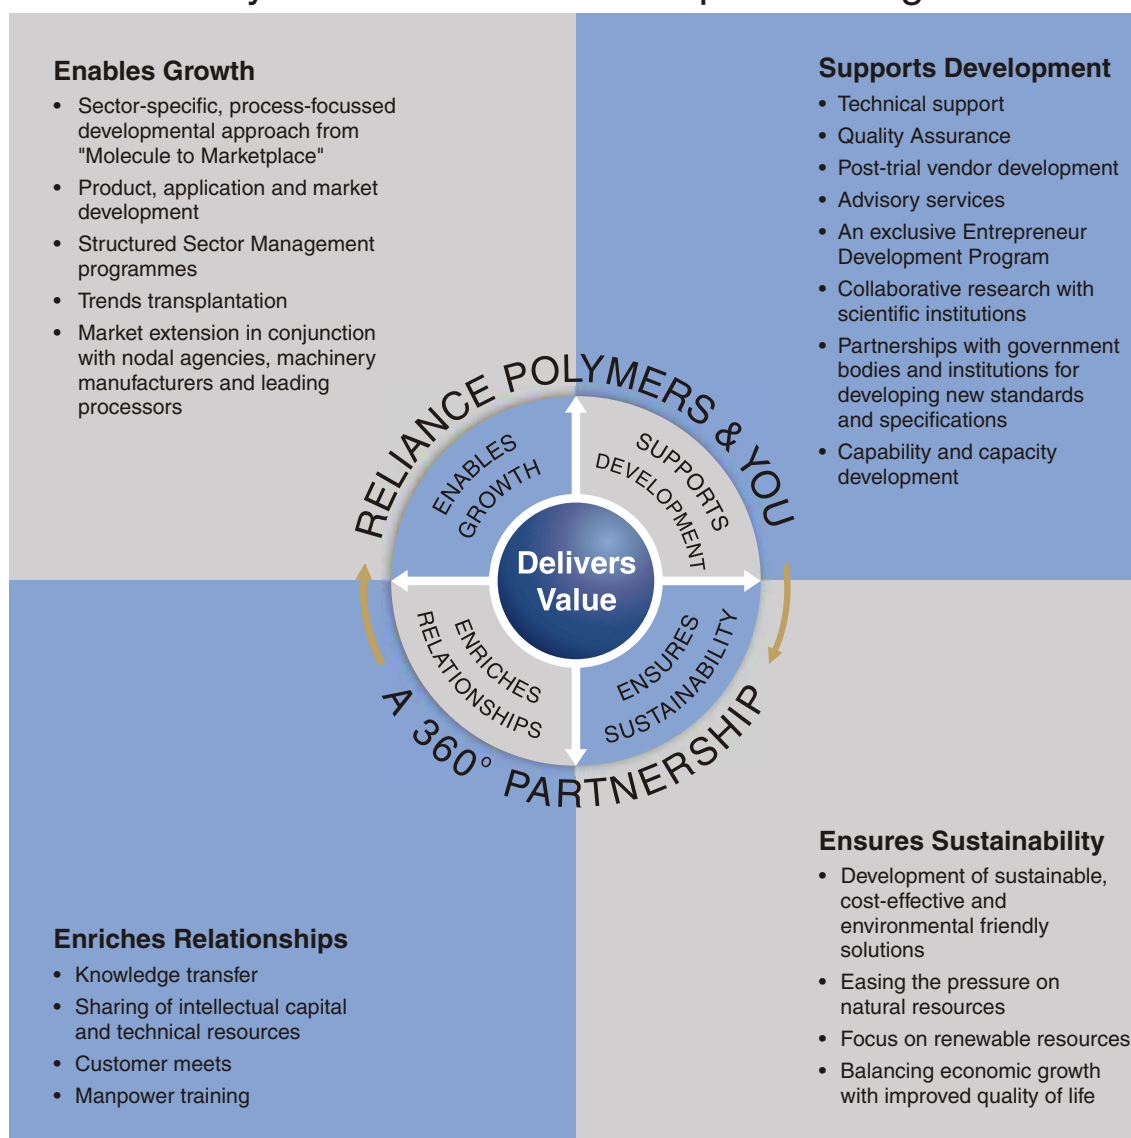 Enables Growth
• Sector-specific, process-focussed
developmental approach from
"Molecule to Marketplace"
• Product, application and market
development
• Structured Sector Management
programmes
• Trends transplantation
• Market extension in conjunction
with nodal agencies, machinery
manufacturers and leading
processors
Supports Development
• Technical support
• Quality Assurance
• Post-trial vendor development
• Advisory services
• An exclusive Entrepreneur
Development Program
• Collaborative research with
scientific institutions
• Partnerships with government
bodies and institutions for
developing new standards
and specifications
• Capability and capacity
development
RELIANCE POLYMERS & YOU
ENABLES
GROWTH
SUPPORTS
DEVELOPMENT
Delivers
Value
ENRICHES
RELATIONSHIPS
ENSURES
SUSTAINABILITY
A 360° PARTNERSHIP
Enriches Relationships
• Knowledge transfer
• Sharing of intellectual capital
and technical resources
• Customer meets
• Manpower training
Ensures Sustainability
• Development of sustainable,
cost-effective and
environmental friendly
solutions
• Easing the pressure on
natural resources
• Focus on renewable resources
• Balancing economic growth
with improved quality of life